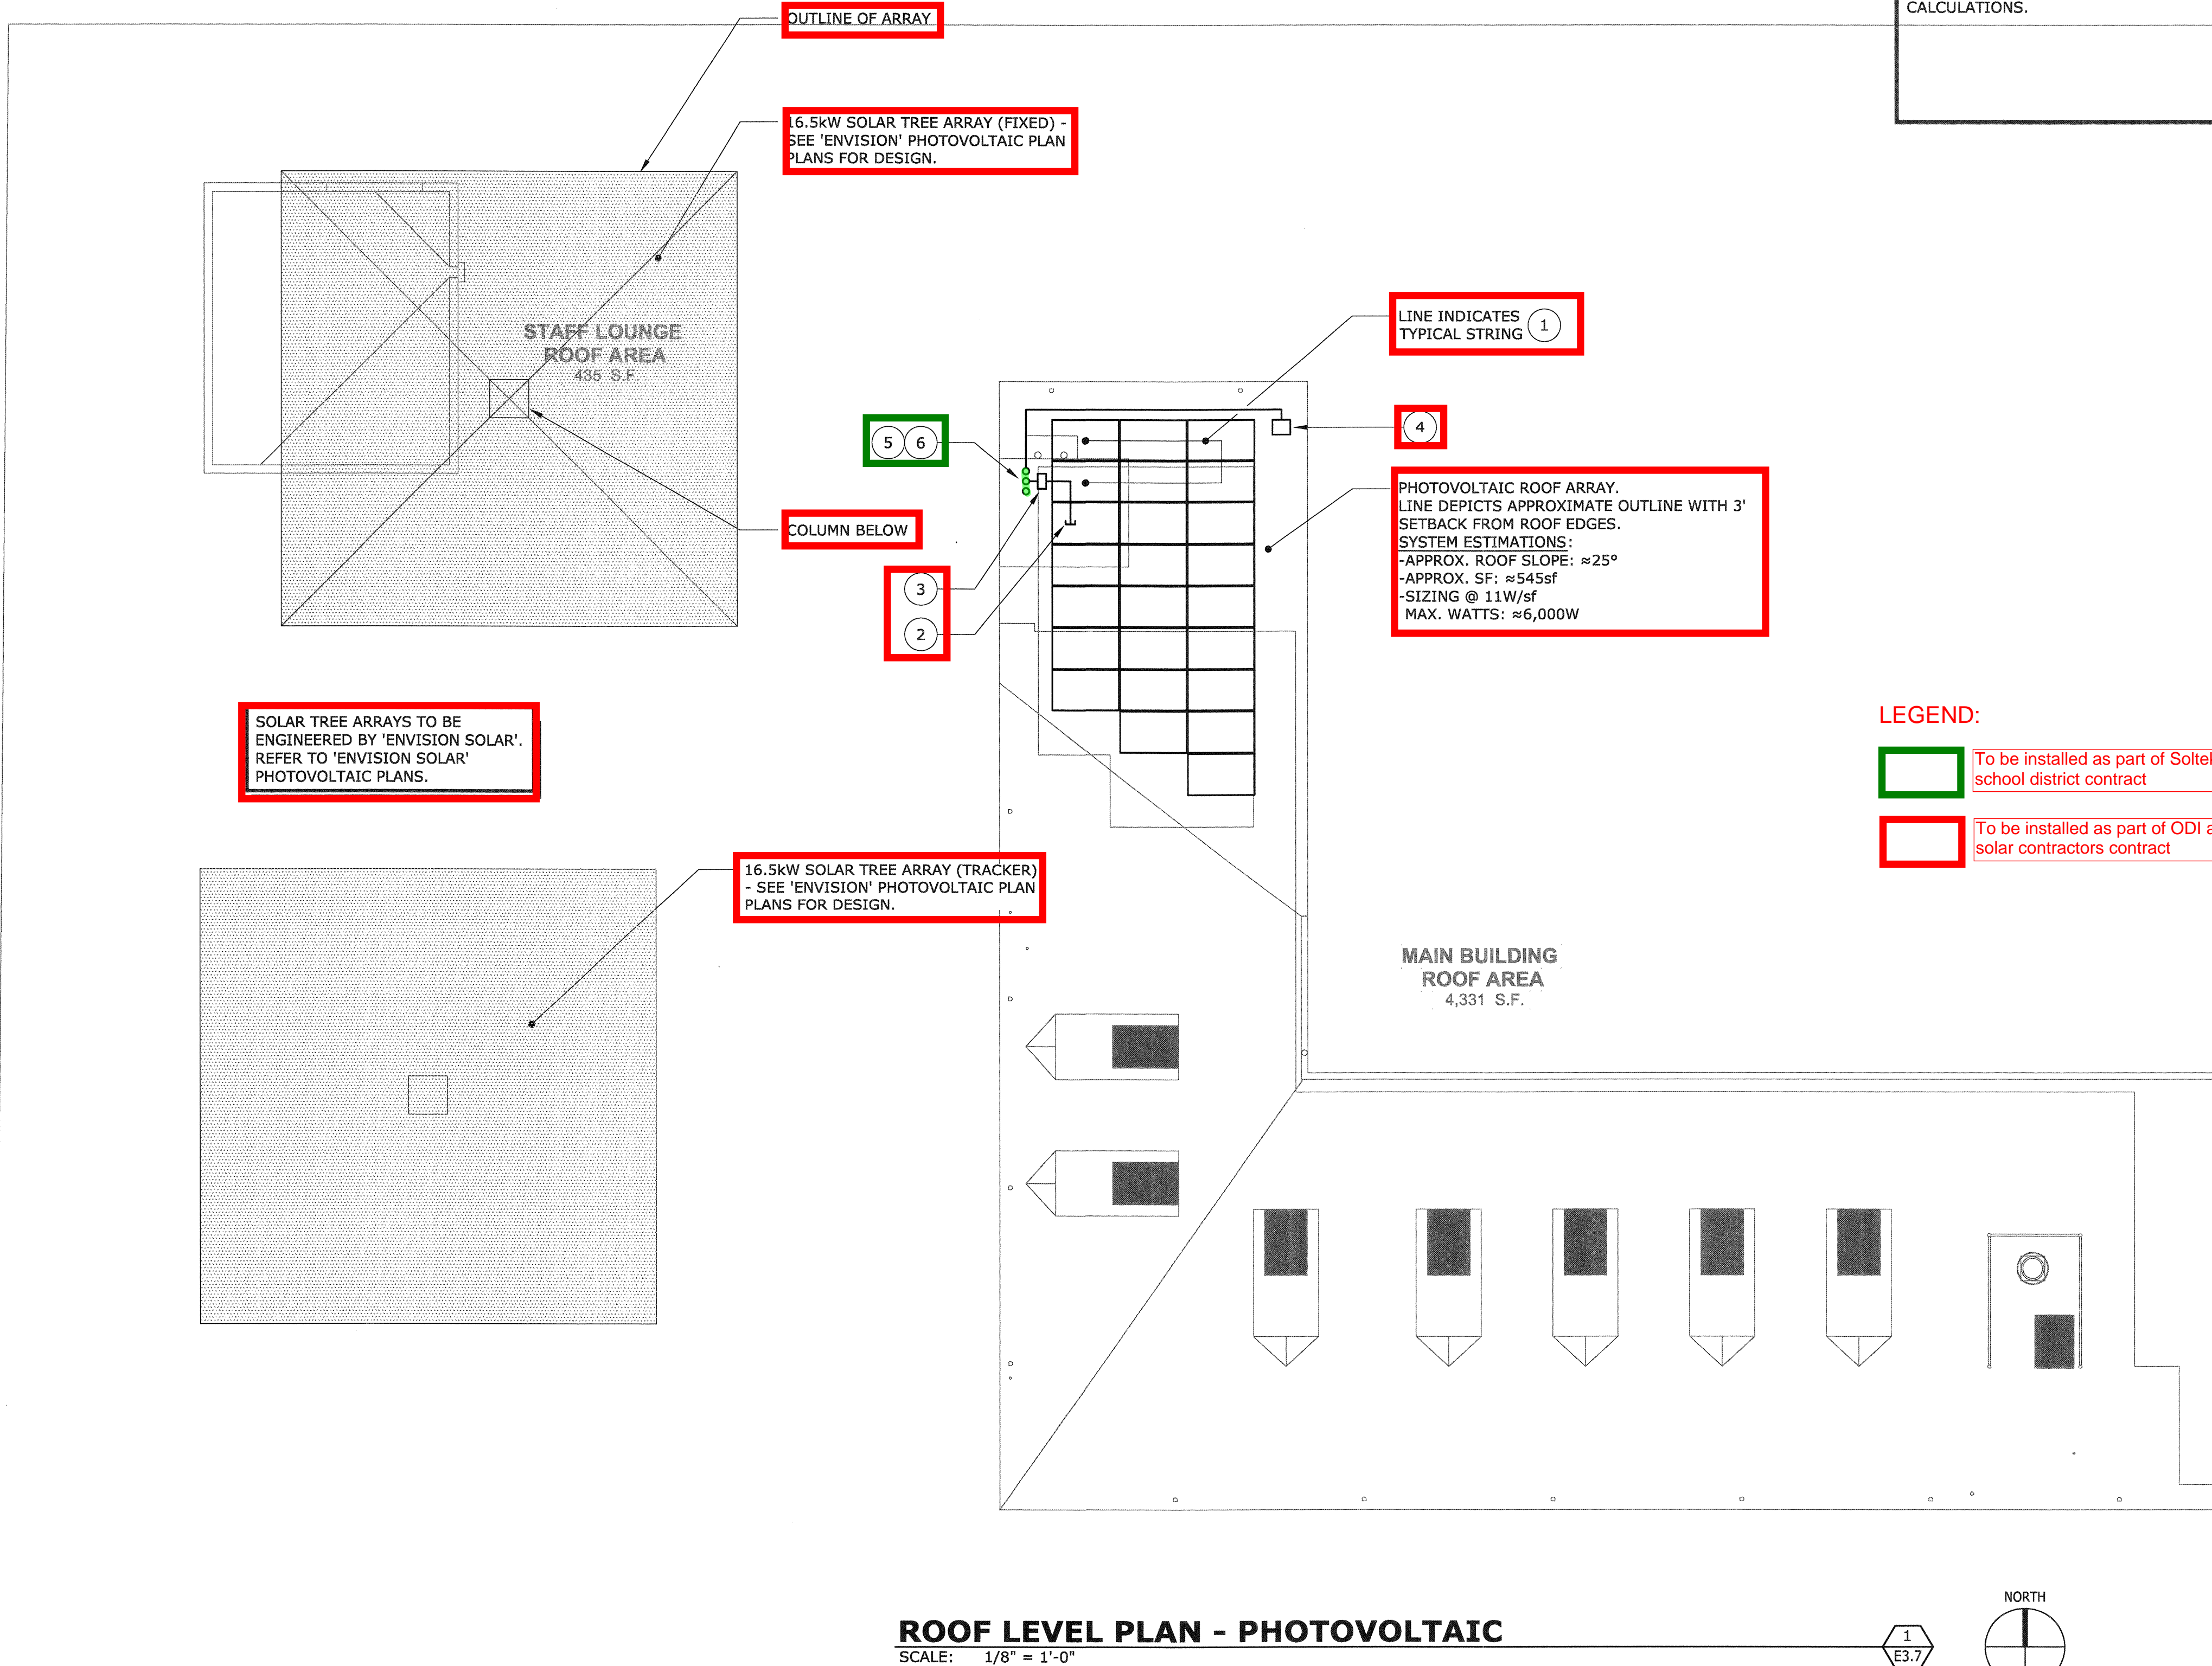 CALCULATIONS.
OUTLINE OF ARRAY
16.5kW SOLAR TREE ARRAY (FIXED) -
SEE 'ENVISION' PHOTOVOLTAIC PLAN
PLANS FOR DESIGN.
STAFF LOUNGE
ROOF AREA
435 S.F.
LINE INDICATES
TYPICAL STRING 1
5 6
4
COLUMN BELOW
PHOTOVOLTAIC ROOF ARRAY.
LINE DEPICTS APPROXIMATE OUTLINE WITH 3'
SETBACK FROM ROOF EDGES.
SYSTEM ESTIMATIONS:
-APPROX. ROOF SLOPE: ≈25°
-APPROX. SF: ≈545sf
-SIZING @ 11W/sf
MAX. WATTS: ≈6,000W
3
2
SOLAR TREE ARRAYS TO BE
ENGINEERED BY 'ENVISION SOLAR'.
REFER TO 'ENVISION SOLAR'
PHOTOVOLTAIC PLANS.
LEGEND:
To be installed as part of
school district contract
To be installed as part of ODI
solar contractors contract
16.5kW SOLAR TREE ARRAY (TRACKER)
- SEE 'ENVISION' PHOTOVOLTAIC PLAN
PLANS FOR DESIGN.
MAIN BUILDING
ROOF AREA
4,331 S.F.
ROOF LEVEL PLAN - PHOTOVOLTAIC
SCALE: 1/8" = 1'-0"
1
E3.7
NORTH